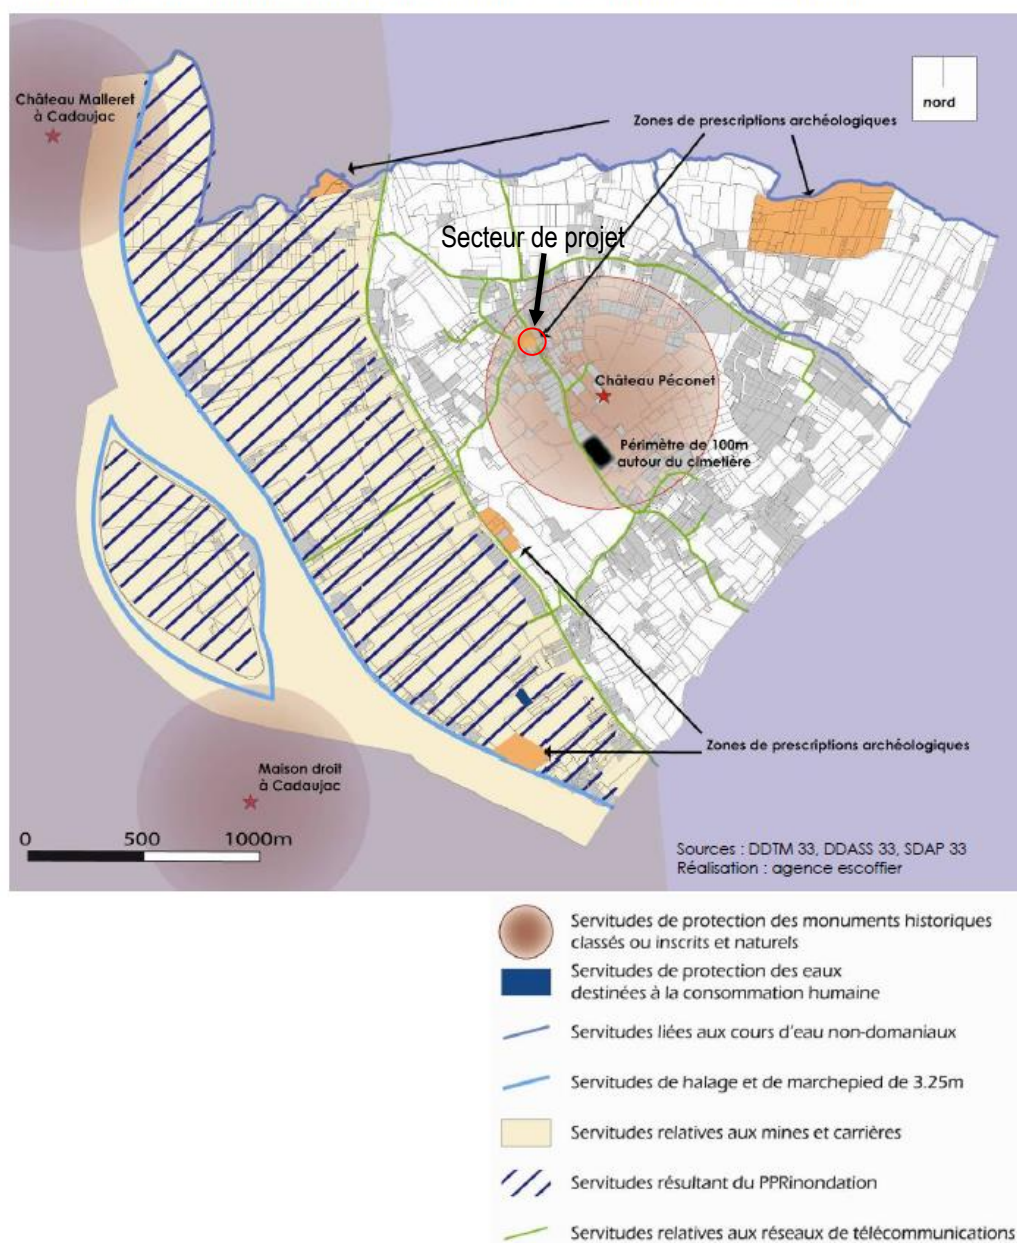 Château Malleret
à Cadaujac
nord
Zones de prescriptions archéologiques
Secteur de projet
Château Péconet
Périmètre de 100m
autour du cimetière
Zones de prescriptions archéologiques
Maison droit
à Cadaujac
0 500 1000m
Sources : DDTM 33, DDASS 33, SDAP 33
Réalisation : agence escoffier
Servitudes de protection des monuments historiques
classés ou inscrits et naturels
Servitudes de protection des eaux
destinées à la consommation humaine
Servitudes liées aux cours d'eau non-domaniaux
Servitudes de halage et de marchepied de 3.25m
Servitudes relatives aux mines et carrières
Servitudes résultant du PPRinondation
Servitudes relatives aux réseaux de télécommunications